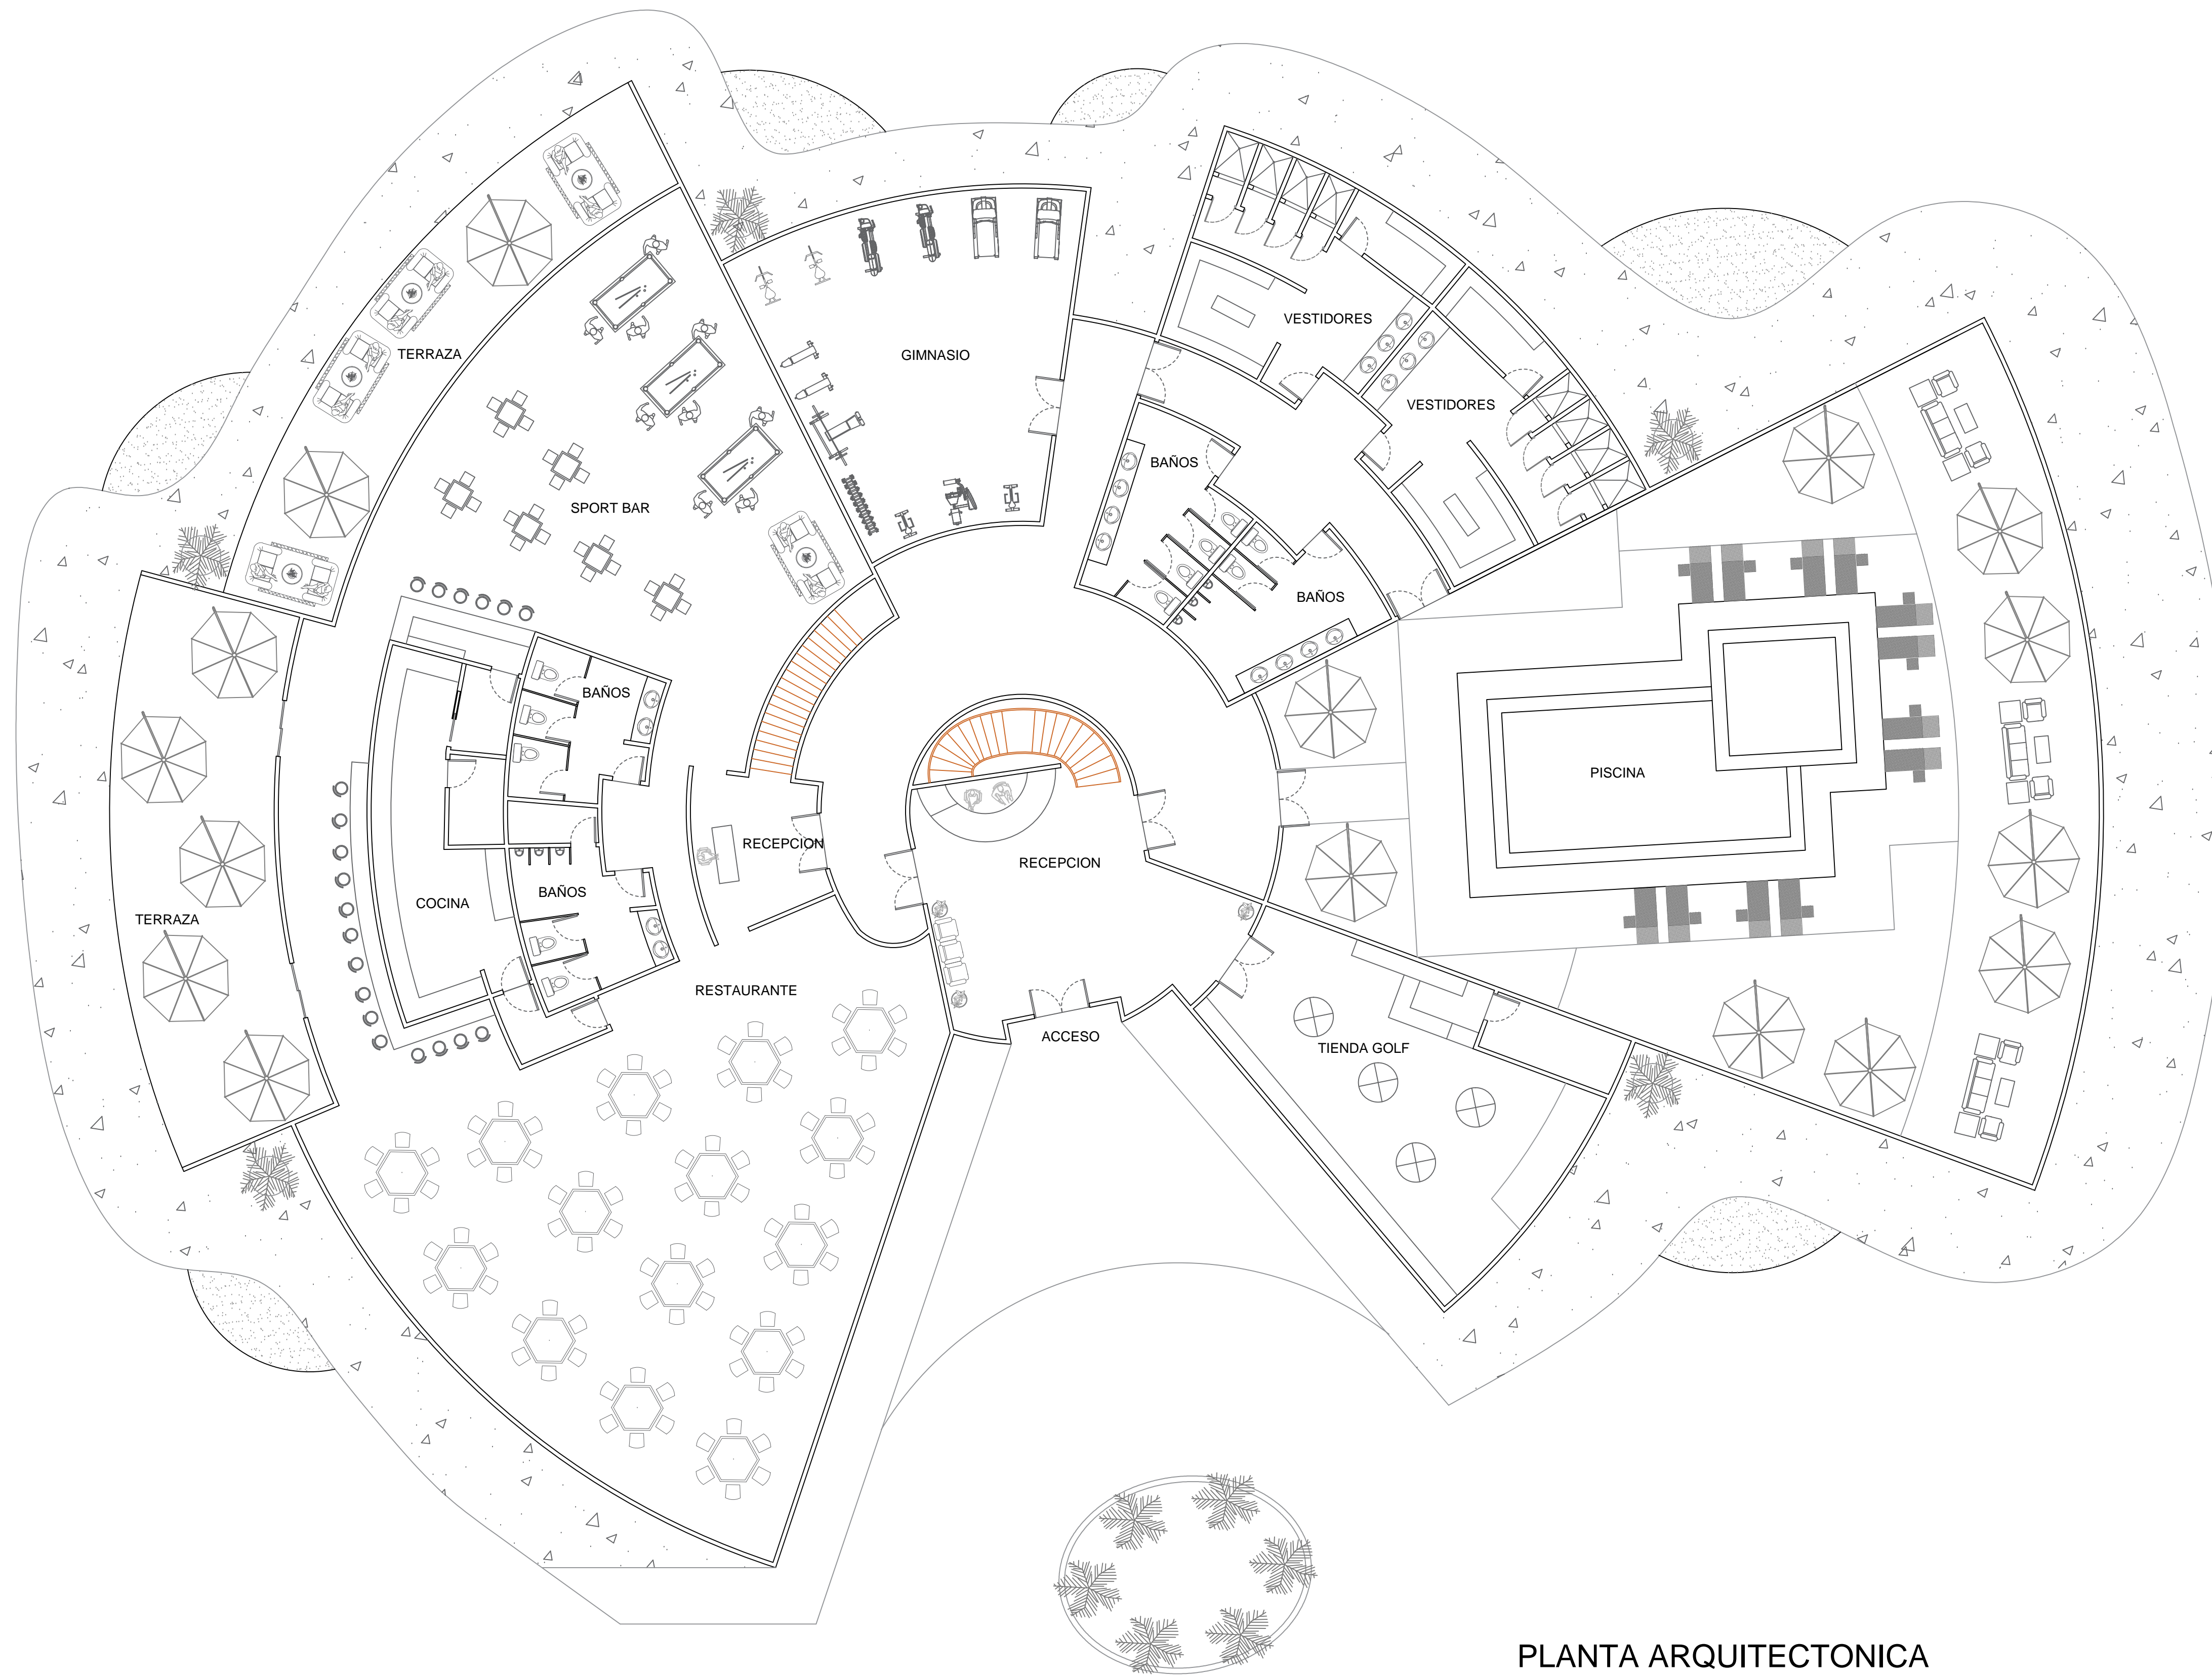 VESTIDORES
TERRAZA
GIMNASIO
VESTIDORES
BAÑOS
SPORT BAR
BAÑOS
BAÑOS
PISCINA
RECEPCION
RECEPCION
BAÑOS
COCINA
TERRAZA
RESTAURANTE
ACCESO
TIENDA GOLF
PLANTA ARQUITECTONICA